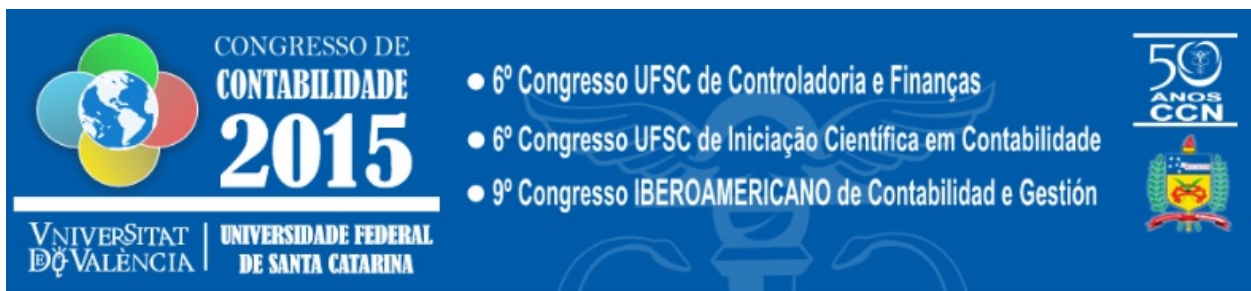 CONGRESSO DE
CONTABILIDADE
2015
VNIVERSITAT
DE VALÈNCIA
UNIVERSIDADE FEDERAL
DE SANTA CATARINA
● 6º Congresso UFSC de Controladoria e Finanças
● 6º Congresso UFSC de Iniciação Científica em Contabilidade
● 9º Congresso IBEROAMERICANO de Contabilidad e Gestión
50
ANOS
CCN